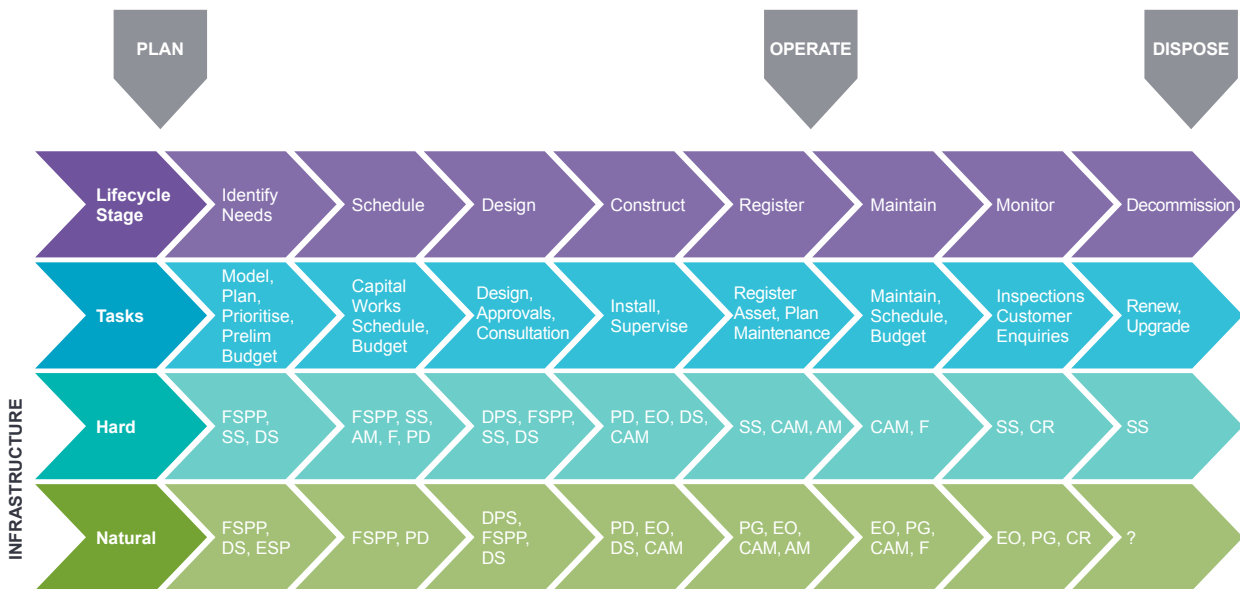 PLAN
OPERATE
DISPOSE
Lifecycle
Stage
Identify
Needs
Schedule
Design
Construct
Register
Maintain
Monitor
Decommission
Tasks
Model,
Plan,
Prioritise,
Prelim
Budget
Capital
Works
Schedule,
Budget
Design,
Approvals,
Consultation
Install,
Supervise
Register
Asset, Plan
Maintenance
Maintain,
Schedule,
Budget
Inspections
Customer
Enquiries
Renew,
Upgrade
INFRASTRUCTURE
Hard
FSPP,
SS, DS
FSPP, SS,
AM, F, PD
DPS, FSPP,
SS, DS
PD, EO, DS,
CAM
SS, CAM, AM
CAM, F
SS, CR
SS
Natural
FSPP,
DS, ESP
FSPP, PD
DPS,
FSPP,
DS
PD, EO,
DS, CAM
PG, EO,
CAM, AM
EO, PG,
CAM, F
EO, PG, CR
?